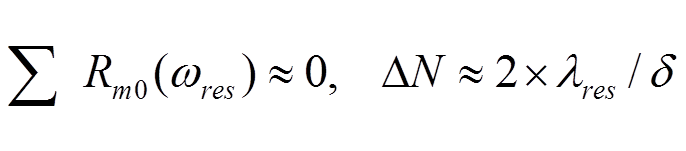 ∑ R_{m0}(ω_{res}) ≈ 0, ΔN ≈ 2 × λ_{res} / δ